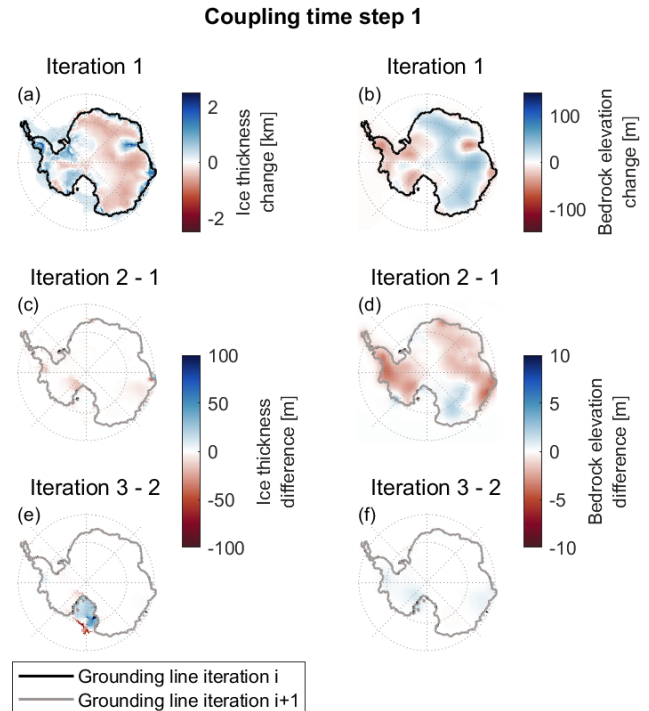 Coupling time step 1
Iteration 1
Iteration 1
(a)
2
0
-2
Ice thickness
change [km]
(b)
100
0
-100
Bedrock elevation
change [m]
Iteration 2 - 1
Iteration 2 - 1
(c)
(d)
100
50
0
-50
-100
Ice thickness
difference [m]
10
5
0
-5
-10
Bedrock elevation
difference [m]
Iteration 3 - 2
Iteration 3 - 2
(e)
(f)
Grounding line iteration i
Grounding line iteration i+1